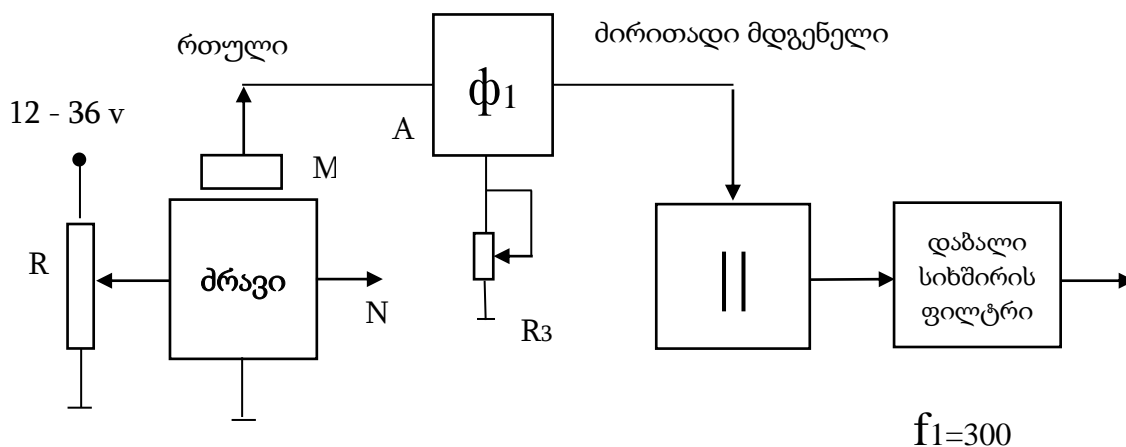 რთული
ძირითადი მდგენელი
ф1
12 - 36 v
A
M
R
ძრავი
N
R3
||
დაბალი
სიხშირის
ფილტრი
f1=300